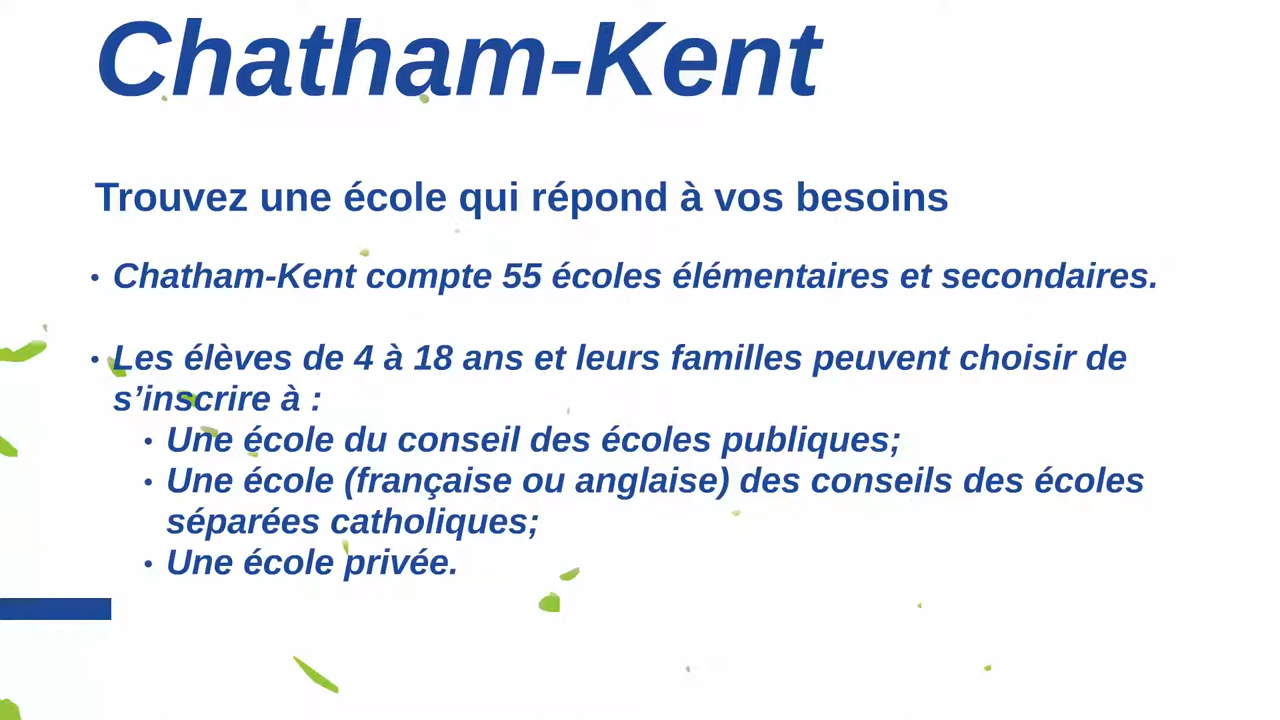 Chatham-Kent
Trouvez une école qui répond à vos besoins
• Chatham-Kent compte 55 écoles élémentaires et secondaires.
• Les élèves de 4 à 18 ans et leurs familles peuvent choisir de
s’inscrire à :
• Une école du conseil des écoles publiques;
• Une école (française ou anglaise) des conseils des écoles
séparées catholiques;
• Une école privée.